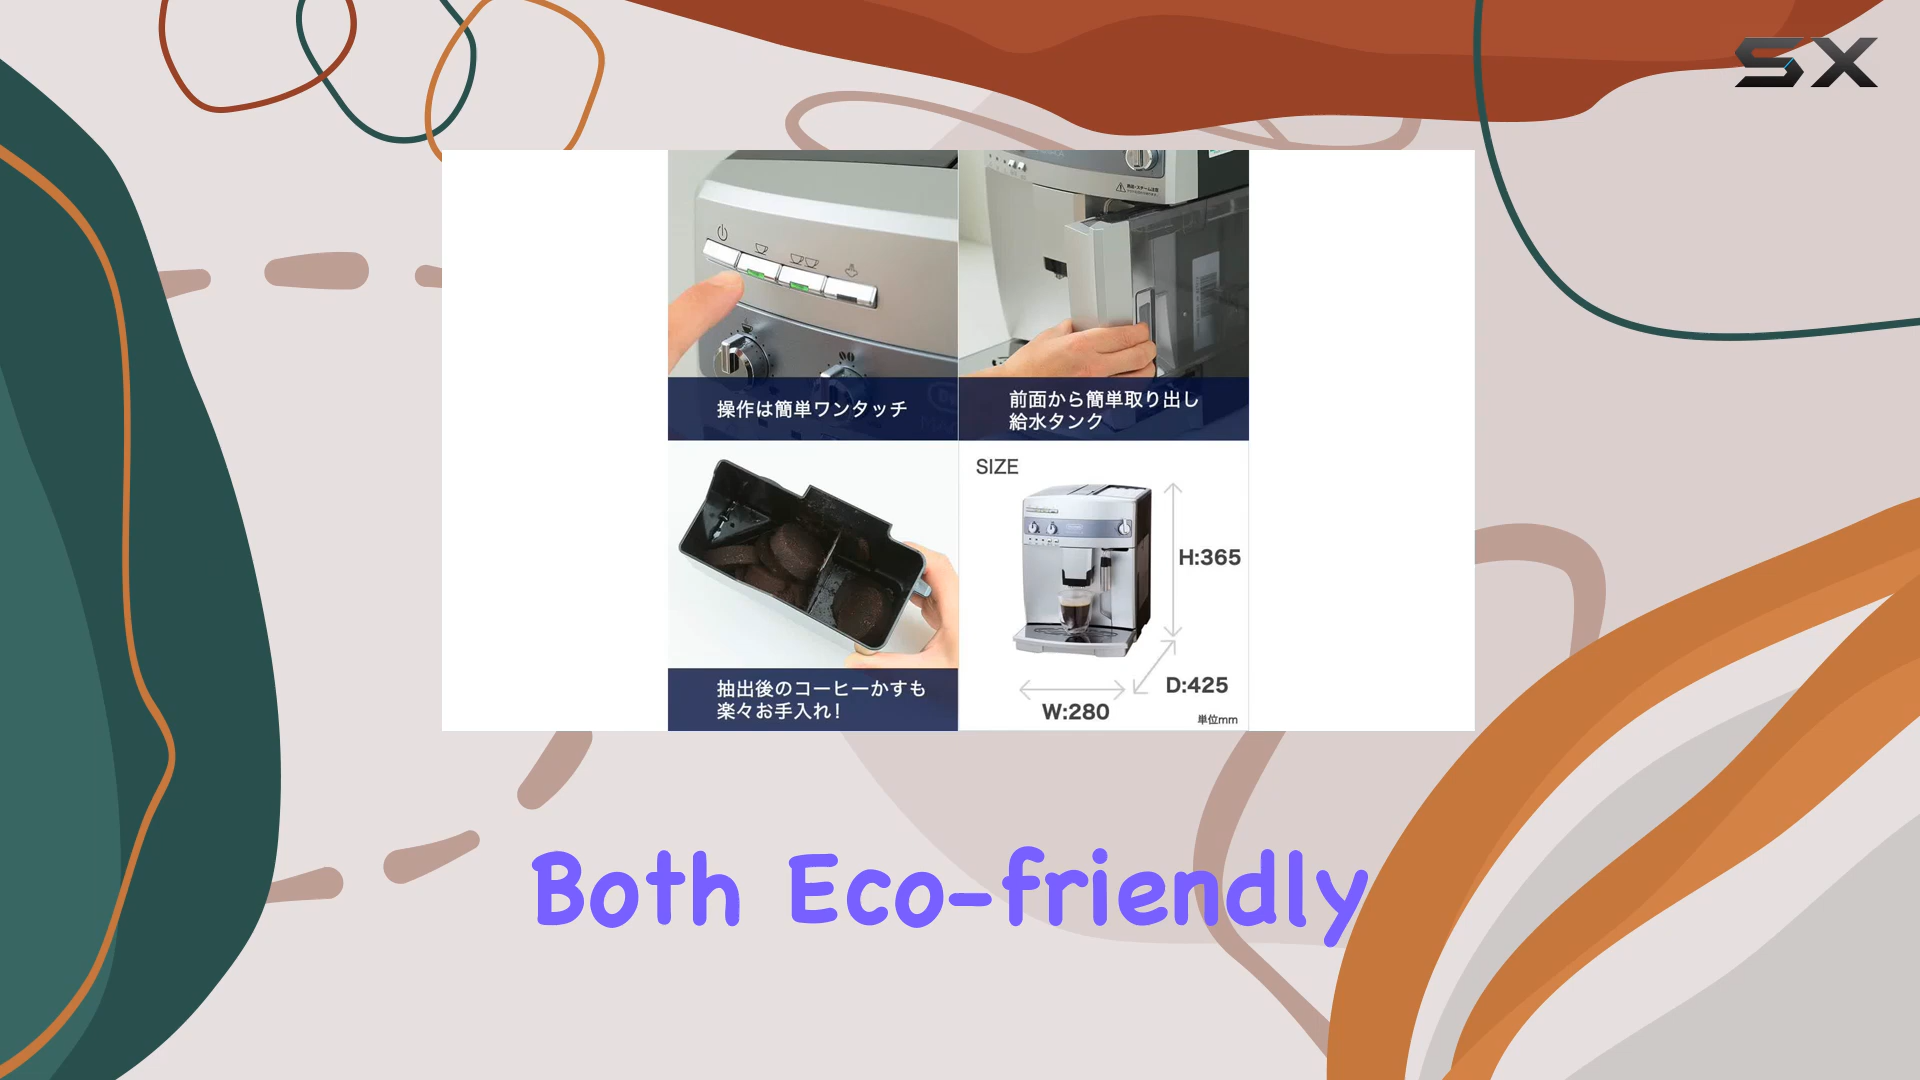 SX
操作は簡単ワンタッチ
前面から簡単取り出し
給水タンク
抽出後のコーヒーかすも
楽々お手入れ!
SIZE
H:365
D:425
W:280
単位mm
Both Eco-friendly